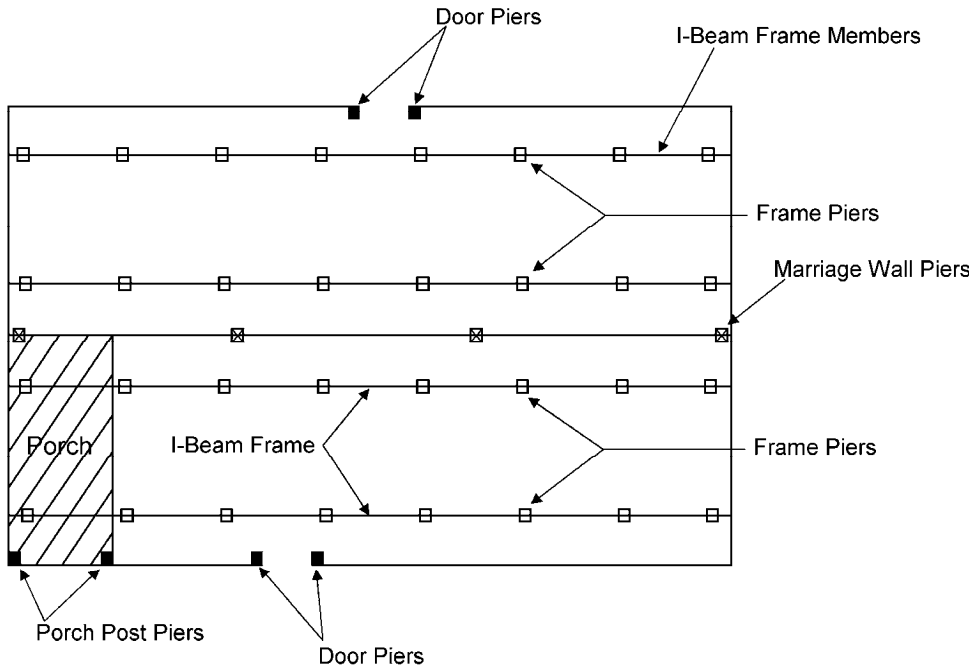 Door Piers
I-Beam Frame Members
Frame Piers
Marriage Wall Piers
Porch
I-Beam Frame
Frame Piers
Porch Post Piers
Door Piers